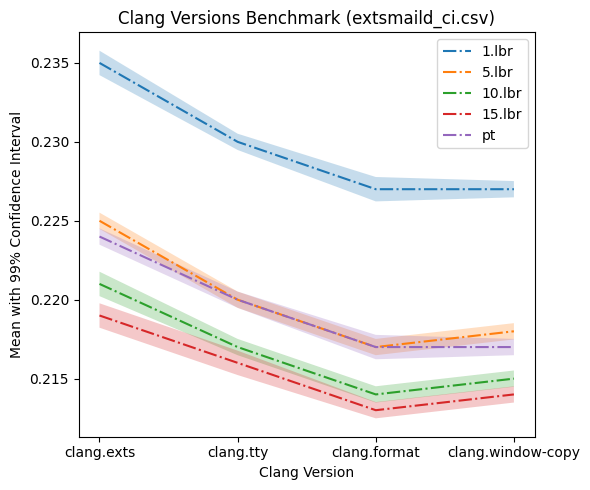 Clang Versions Benchmark (extsmaild_ci.csv)
1.lbr
5.lbr
10.lbr
15.lbr
pt
Mean with 99% Confidence Interval
0.235
0.230
0.225
0.220
0.215
clang.exts clang.tty clang.format clang.window-copy
Clang Version